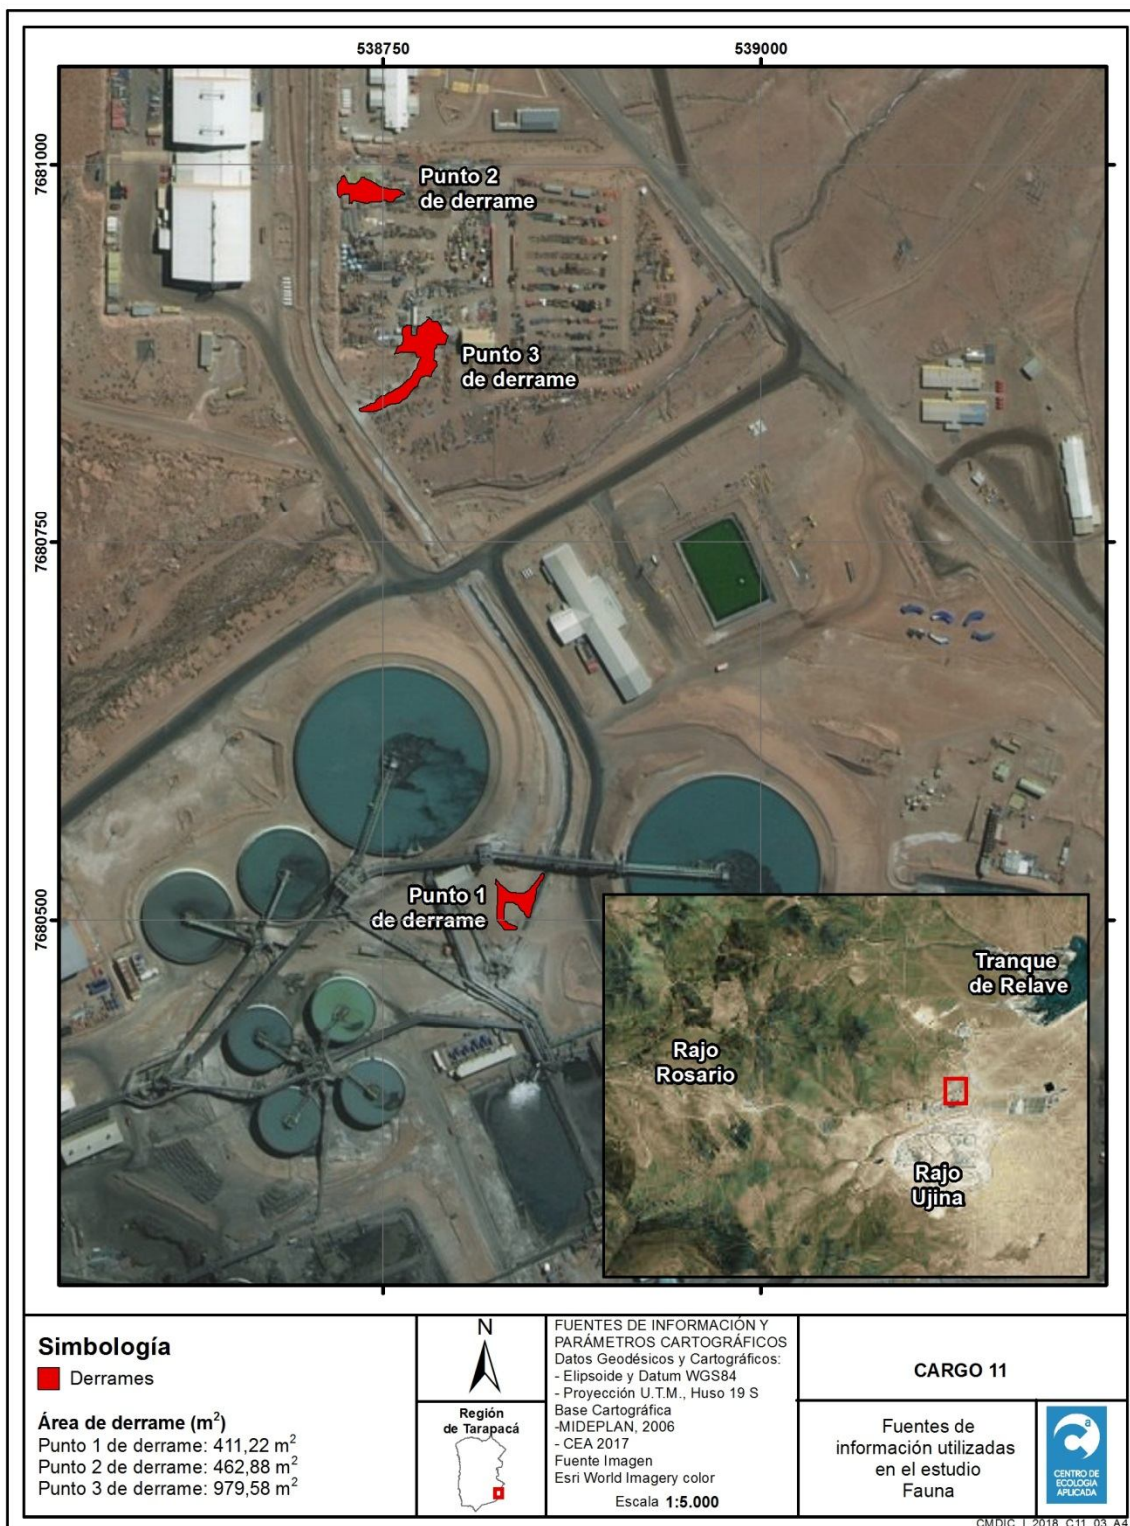 538750
539000
7681000
7680750
7680500
Punto 2
de derrame
Punto 3
de derrame
Punto 1
de derrame
Tranque
de Relave
Rajo
Rosario
Rajo
Ujina
Simbología
Derrames
Área de derrame (m²)
Punto 1 de derrame: 411,22 m²
Punto 2 de derrame: 462,88 m²
Punto 3 de derrame: 979,58 m²
N
Región
de Tarapacá
FUENTES DE INFORMACIÓN Y
PARÁMETROS CARTOGRÁFICOS
Datos Geodésicos y Cartográficos:
- Elipsoide y Datum WGS84
- Proyección U.T.M., Huso 19 S
Base Cartográfica
-MIDEPLAN, 2006
- CEA 2017
Fuente Imagen
Esri World Imagery color
Escala 1:5.000
CARGO 11
Fuentes de
información utilizadas
en el estudio
Fauna
a
CENTRO DE
ECOLOGÍA
APLICADA
CMDIC_I_2018_C11_03_A4